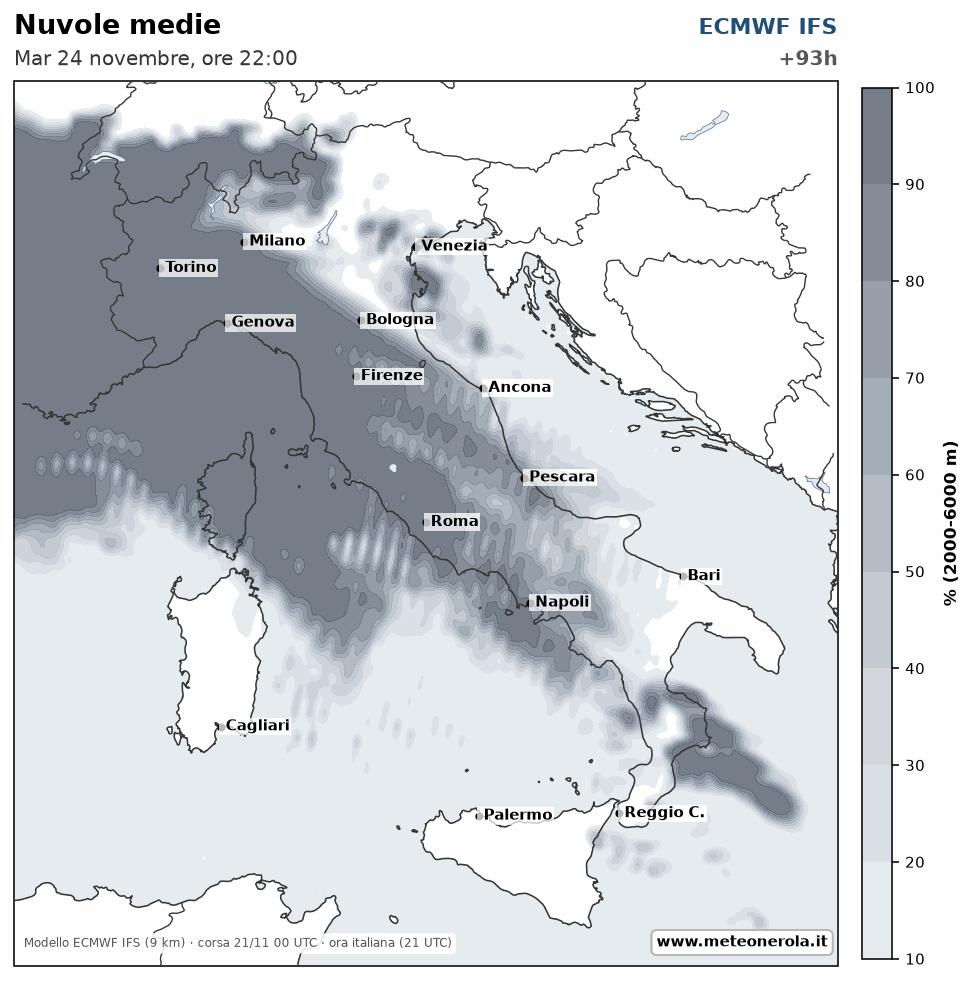 Nuvole medie
ECMWF IFS
Mar 24 novembre, ore 22:00
+93h
100
90
80
70
60
50
40
30
20
10
% (2000-6000 m)
Milano
Venezia
Torino
Genova
Bologna
Firenze
Ancona
Pescara
Roma
Bari
Napoli
Cagliari
Palermo
Reggio C.
Modello ECMWF IFS (9 km) · corsa 21/11 00 UTC · ora italiana (21 UTC)
www.meteonerola.it